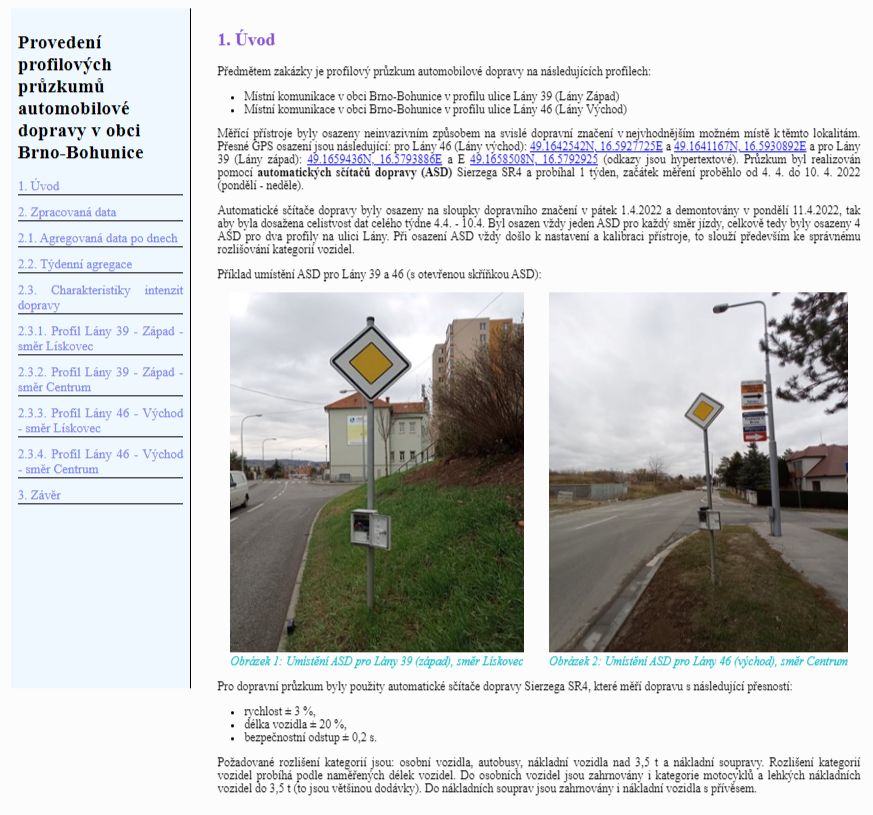 Provedení
profilových
průzkumů
automobilové
dopravy v obci
Brno-Bohunice
1. Úvod
2. Zpracovaná data
2.1. Agregovaná data po dnech
2.2. Týdenní agregace
2.3. Charakteristiky intenzit
dopravy
2.3.1. Profil Lány 39 - Západ -
směr Lískovec
2.3.2. Profil Lány 39 - Západ -
směr Centrum
2.3.3. Profil Lány 46 - Východ
- směr Lískovec
2.3.4. Profil Lány 46 - Východ
- směr Centrum
3. Závěr
1. Úvod
Předmětem zakázky je profilový průzkum automobilové dopravy na následujících profilech:
• Místní komunikace v obci Brno-Bohunice v profilu ulice Lány 39 (Lány Západ)
• Místní komunikace v obci Brno-Bohunice v profilu ulice Lány 46 (Lány Východ)
Měřící přístroje byly osazeny neinvazivním způsobem na svislé dopravní značení v nejvhodnějším možném místě k těmto lokalitám.
Přesné GPS osazení jsou následující: pro Lány 46 (Lány východ): 49.1642542N, 16.5927725E a 49.1641167N, 16.5930892E a pro Lány
39 (Lány západ): 49.1659436N, 16.5793886E a E 49.1658508N, 16.5792925 (odkazy jsou hypertextové). Průzkum byl realizován
pomocí automatických sčítačů dopravy (ASD) Sierzega SR4 a probíhal 1 týden, začátek měření proběhlo od 4. 4. do 10. 4. 2022
(pondělí - neděle).
Automatické sčítače dopravy byly osazeny na sloupky dopravního značení v pátek 1.4.2022 a demontovány v pondělí 11.4.2022, tak
aby byla dosažena celistvost dat celého týdne 4.4. - 10.4. Byl osazen vždy jeden ASD pro každý směr jízdy, celkově tedy byly osazeny 4
ASD pro dva profily na ulici Lány. Při osazení ASD vždy došlo k nastavení a kalibraci přístroje, to slouží především ke správnému
rozlišování kategorií vozidel.
Příklad umístění ASD pro Lány 39 a 46 (s otevřenou skříňkou ASD):
Obrázek 1: Umístění ASD pro Lány 39 (západ), směr Lískovec
Obrázek 2: Umístění ASD pro Lány 46 (východ), směr Centrum
Pro dopravní průzkum byly použity automatické sčítače dopravy Sierzega SR4, které měří dopravu s následující přesností:
• rychlost ± 3 %,
• délka vozidla ± 20 %,
• bezpečnostní odstup ± 0,2 s.
Požadované rozlišení kategorií jsou: osobní vozidla, autobusy, nákladní vozidla nad 3,5 t a nákladní soupravy. Rozlišení kategorií
vozidel probíhá podle naměřených délek vozidel. Do osobních vozidel jsou zahrnovány i kategorie motocyklů a lehkých nákladních
vozidel do 3,5 t (to jsou většinou dodávky). Do nákladních souprav jsou zahrnovány i nákladní vozidla s přívěsem.